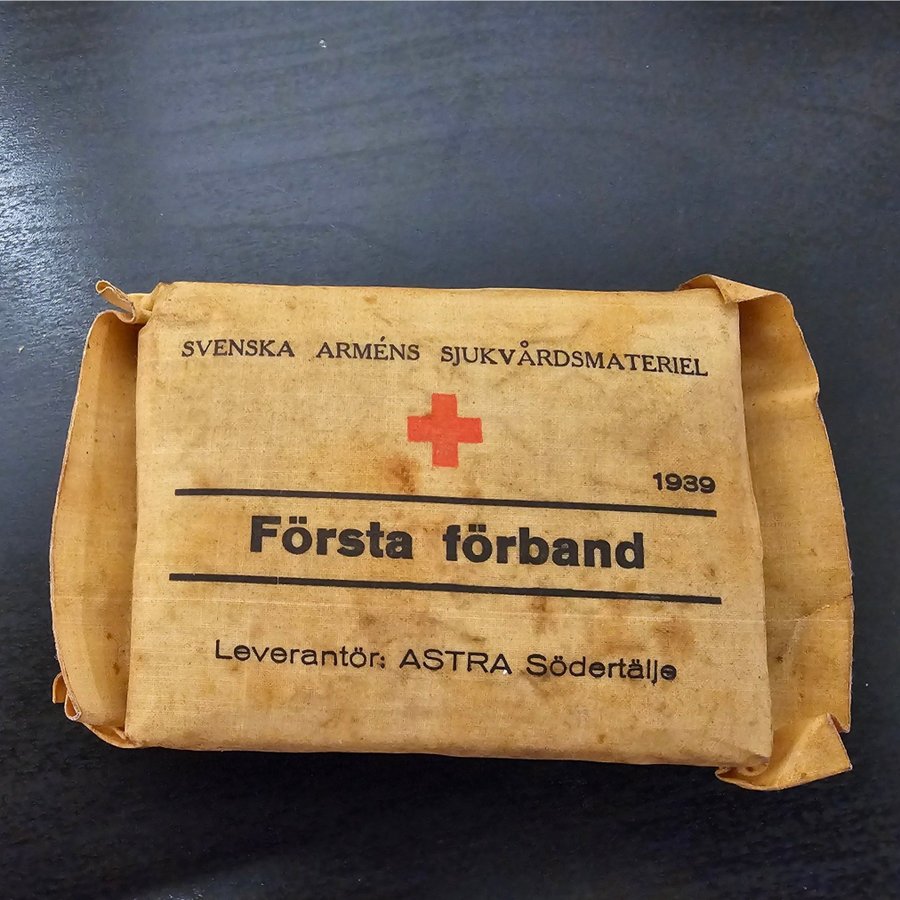 SVENSKA ARMÉNS SJUKVÅRDSMATERIEL
1939
Första förband
Leverantör: ASTRA Södertälje